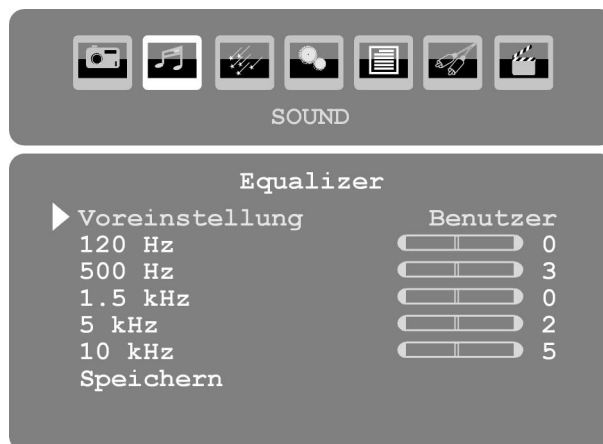 SOUND
Equalizer
Voreinstellung Benutzer
120 Hz 0
500 Hz 3
1.5 kHz 0
5 kHz 2
10 kHz 5
Speichern